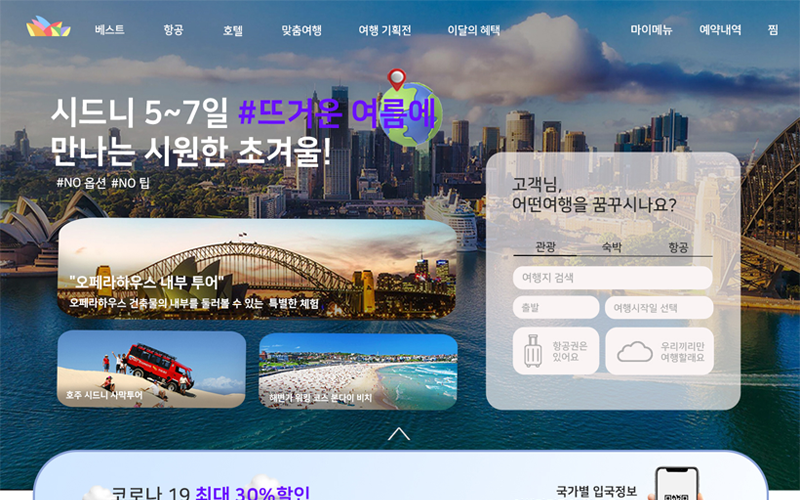 베스트 항공 호텔 맞춤여행 여행 기획전 이달의 혜택 마이메뉴 예약내역 찜
시드니 5~7일 #뜨거운 여름에
만나는 시원한 초겨울!
#NO 옵션 #NO 팁
"오페라하우스 내부 투어"
오페라하우스 건축물의 내부를 둘러볼 수 있는 특별한 체험
호주 시드니 사막투어
해변가 워킹 코스 본다이 비치
고객님,
어떤여행을 꿈꾸시나요?
관광 숙박 항공
여행지 검색
출발 여행시작일 선택
항공권은
있어요
우리끼리만
여행할래요
코로나 19 최대 30%할인
국가별 입국정보